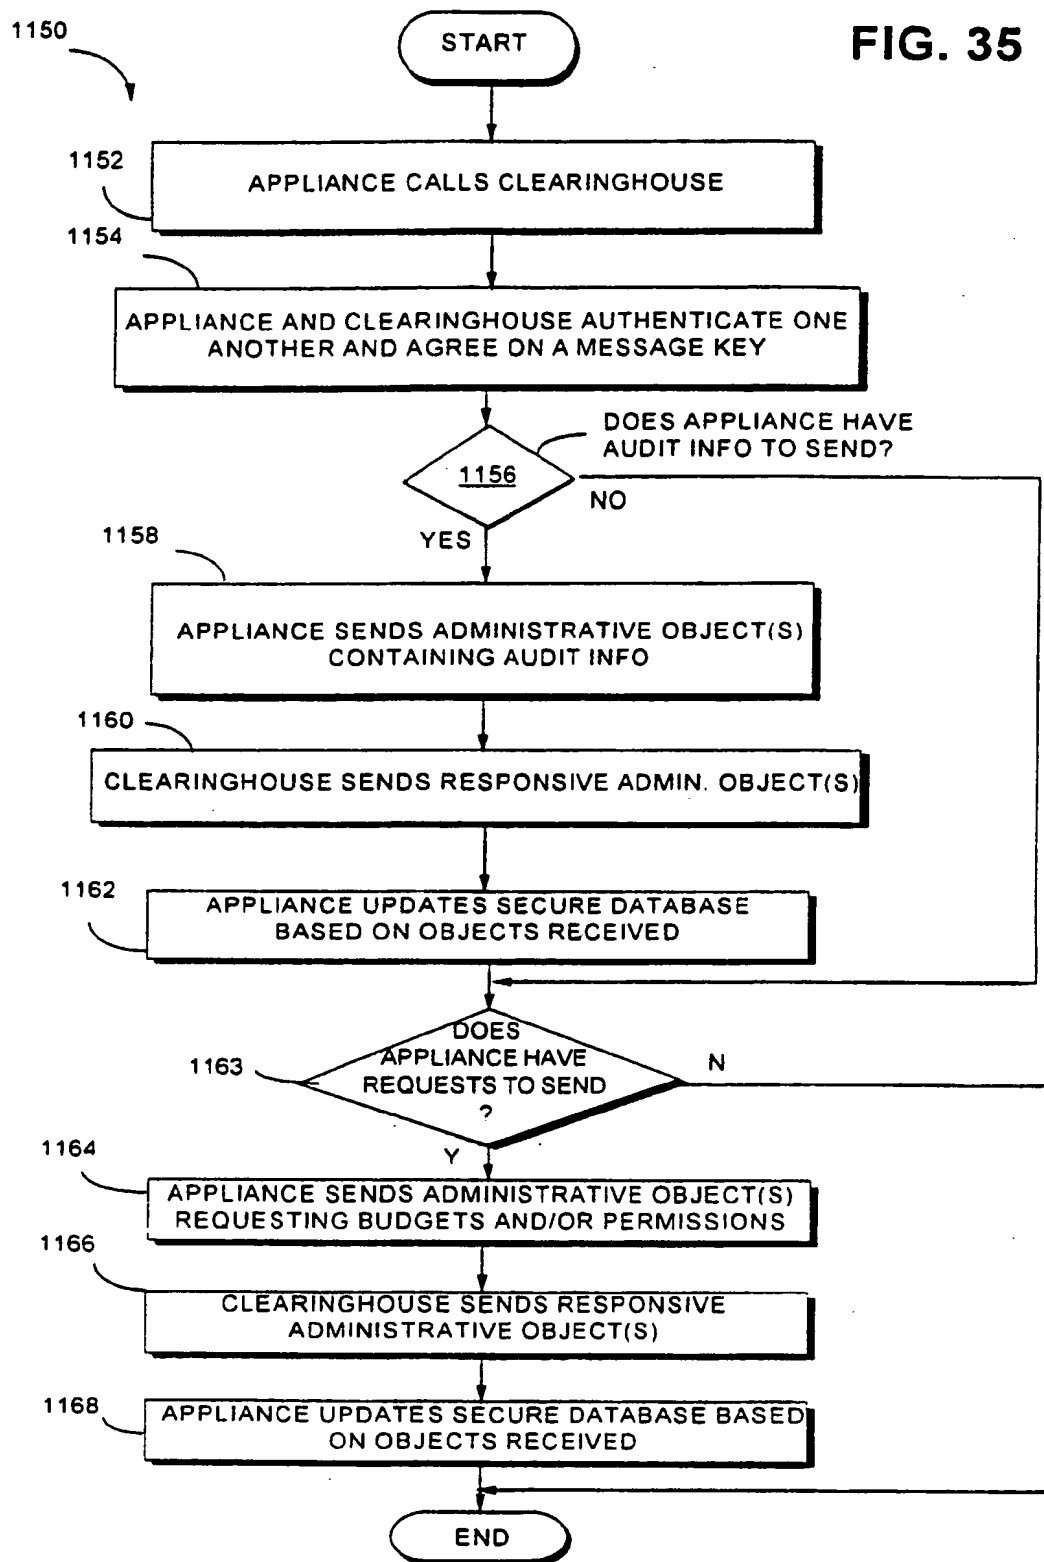 1150
START
FIG. 35
1152
APPLIANCE CALLS CLEARINGHOUSE
1154
APPLIANCE AND CLEARINGHOUSE AUTHENTICATE ONE
ANOTHER AND AGREE ON A MESSAGE KEY
DOES APPLIANCE HAVE
AUDIT INFO TO SEND?
1156
NO
YES
1158
APPLIANCE SENDS ADMINISTRATIVE OBJECT(S)
CONTAINING AUDIT INFO
1160
CLEARINGHOUSE SENDS RESPONSIVE ADMIN. OBJECT(S)
1162
APPLIANCE UPDATES SECURE DATABASE
BASED ON OBJECTS RECEIVED
1163
DOES
APPLIANCE HAVE
REQUESTS TO SEND
?
N
Y
1164
APPLIANCE SENDS ADMINISTRATIVE OBJECT(S)
REQUESTING BUDGETS AND/OR PERMISSIONS
1166
CLEARINGHOUSE SENDS RESPONSIVE
ADMINISTRATIVE OBJECT(S)
1168
APPLIANCE UPDATES SECURE DATABASE BASED
ON OBJECTS RECEIVED
END